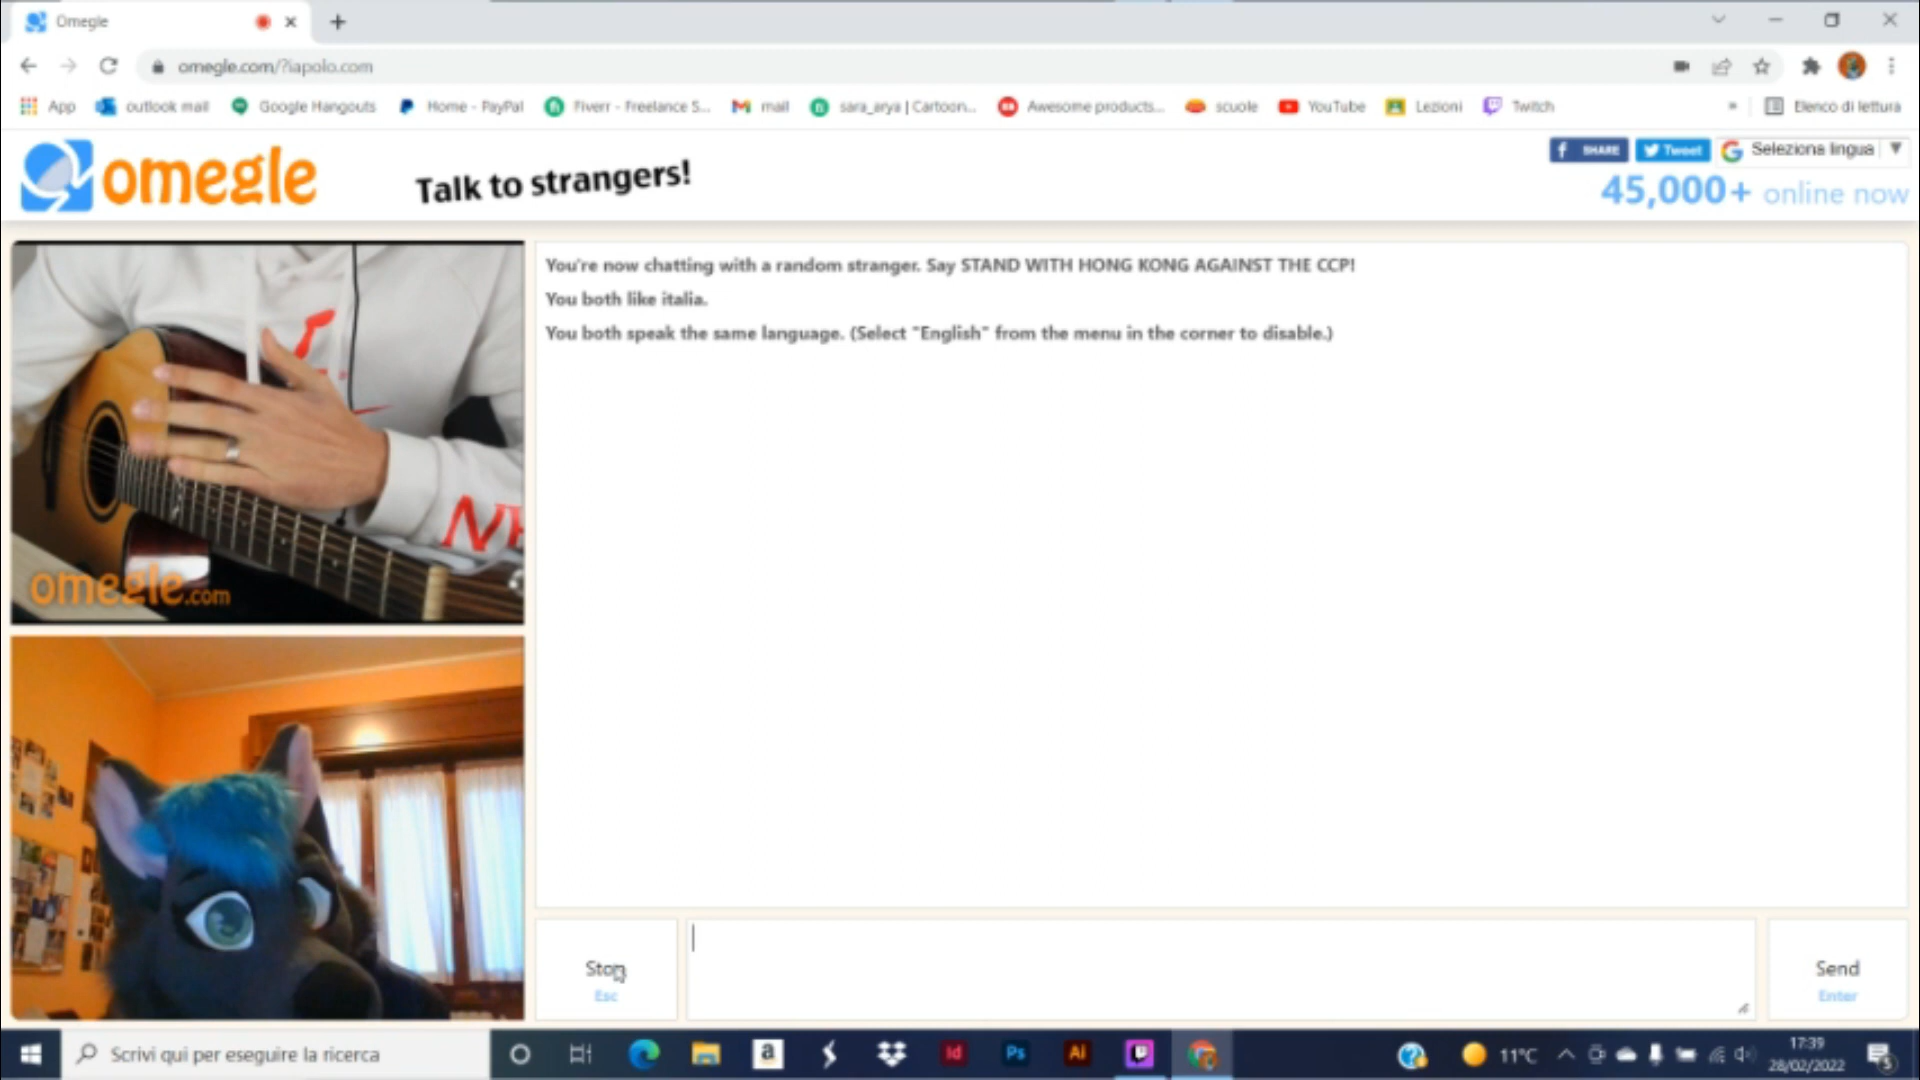 Omegle
omegle.com/?iapolo.com
App
outlook mail
Google Hangouts
Home - PayPal
Fiverr - Freelance S...
mail
sara_arya | Cartoon...
Awesome products...
scuole
YouTube
Lezioni
Twitch
»
Elenco di lettura
omegle
Talk to strangers!
f SHARE
Tweet
Seleziona lingua
45,000+ online now
You're now chatting with a random stranger. Say STAND WITH HONG KONG AGAINST THE CCP!
You both like italia.
You both speak the same language. (Select "English" from the menu in the corner to disable.)
omegle.com
Stop
Esc
Send
Enter
Scrivi qui per eseguire la ricerca
a
Id
Ps
Ai
11°C
17:39
28/02/2022
5